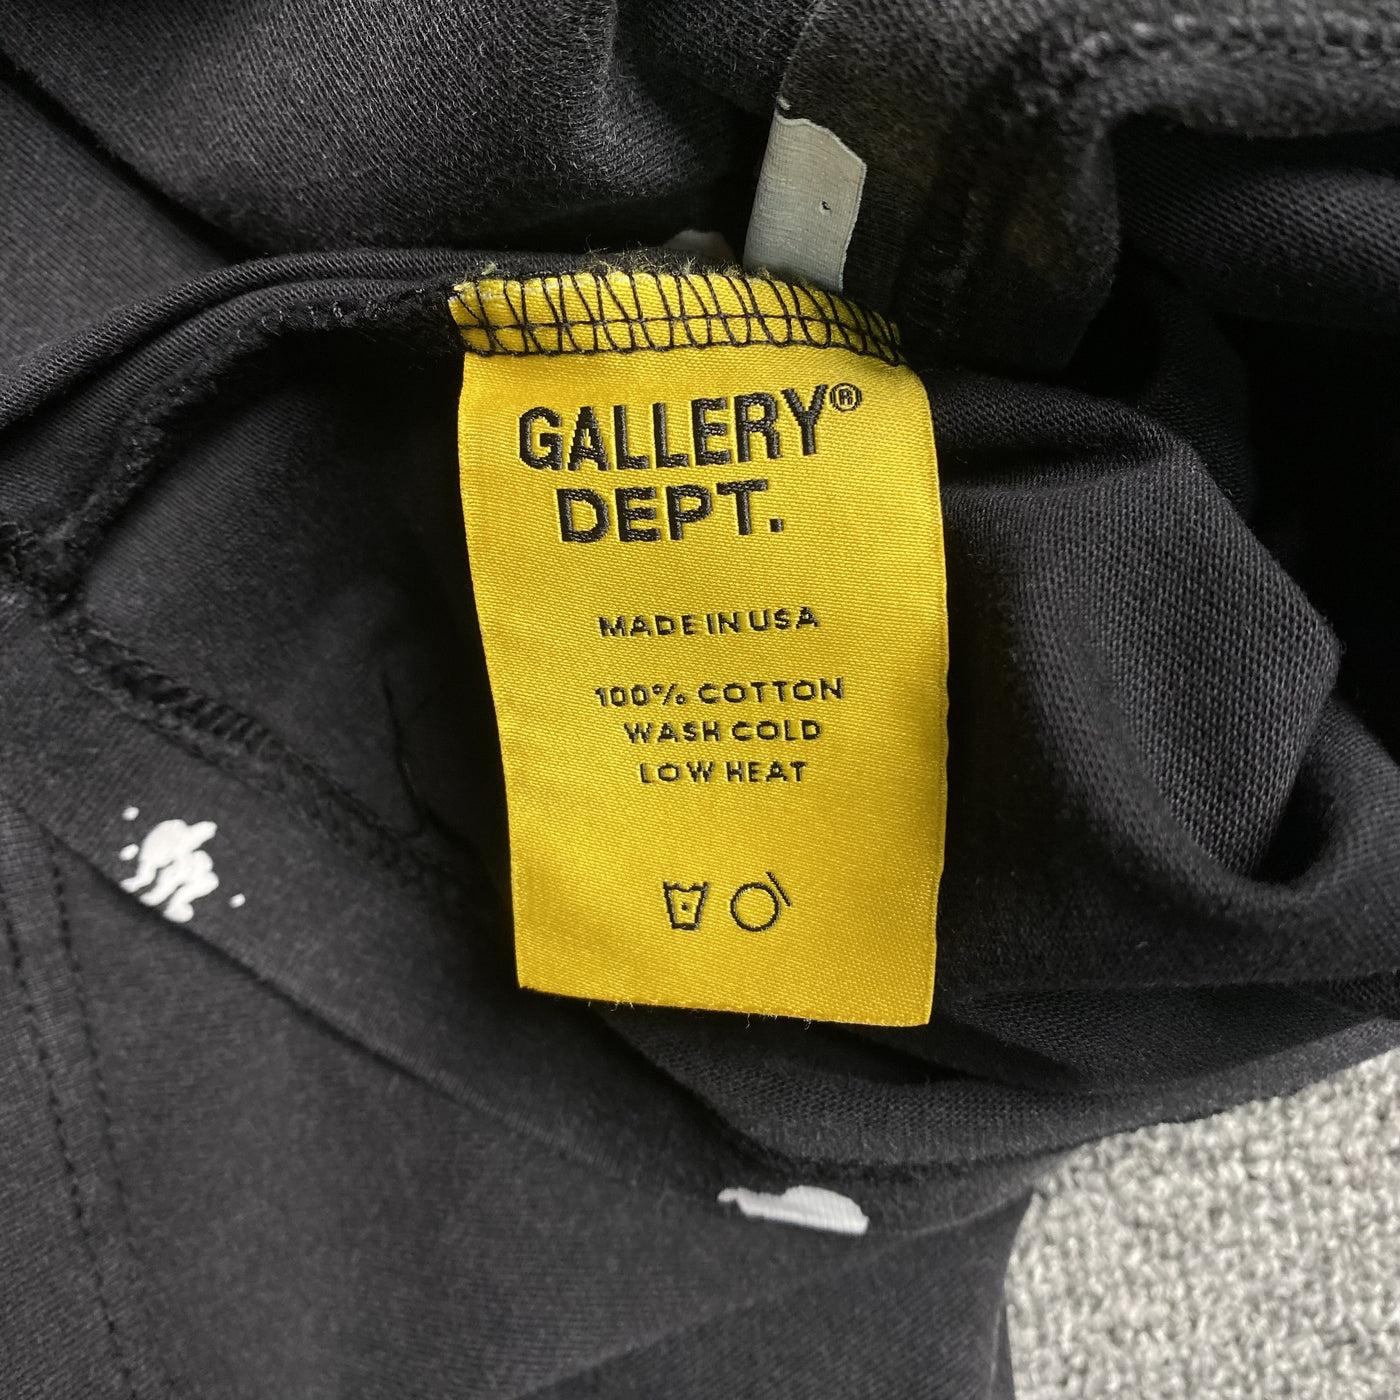 GALLERY®
DEPT.
MADE IN USA
100% COTTON
WASH COLD
LOW HEAT